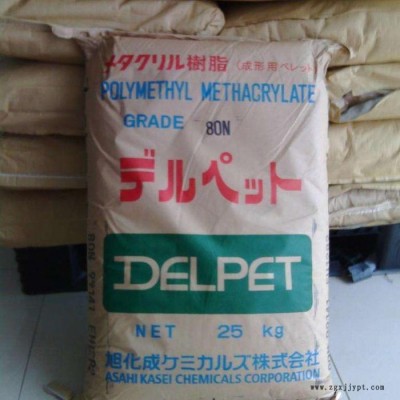 メタクリル樹脂 (成形用ペレット)
POLYMETHYL METHACRYLATE
GRADE 80N
デルペット
DELPET
NET 25 Kg
旭化成ケミカルズ株式会社
ASAHI KASEI CHEMICALS CORPORATION
www.zgxjjypt.com